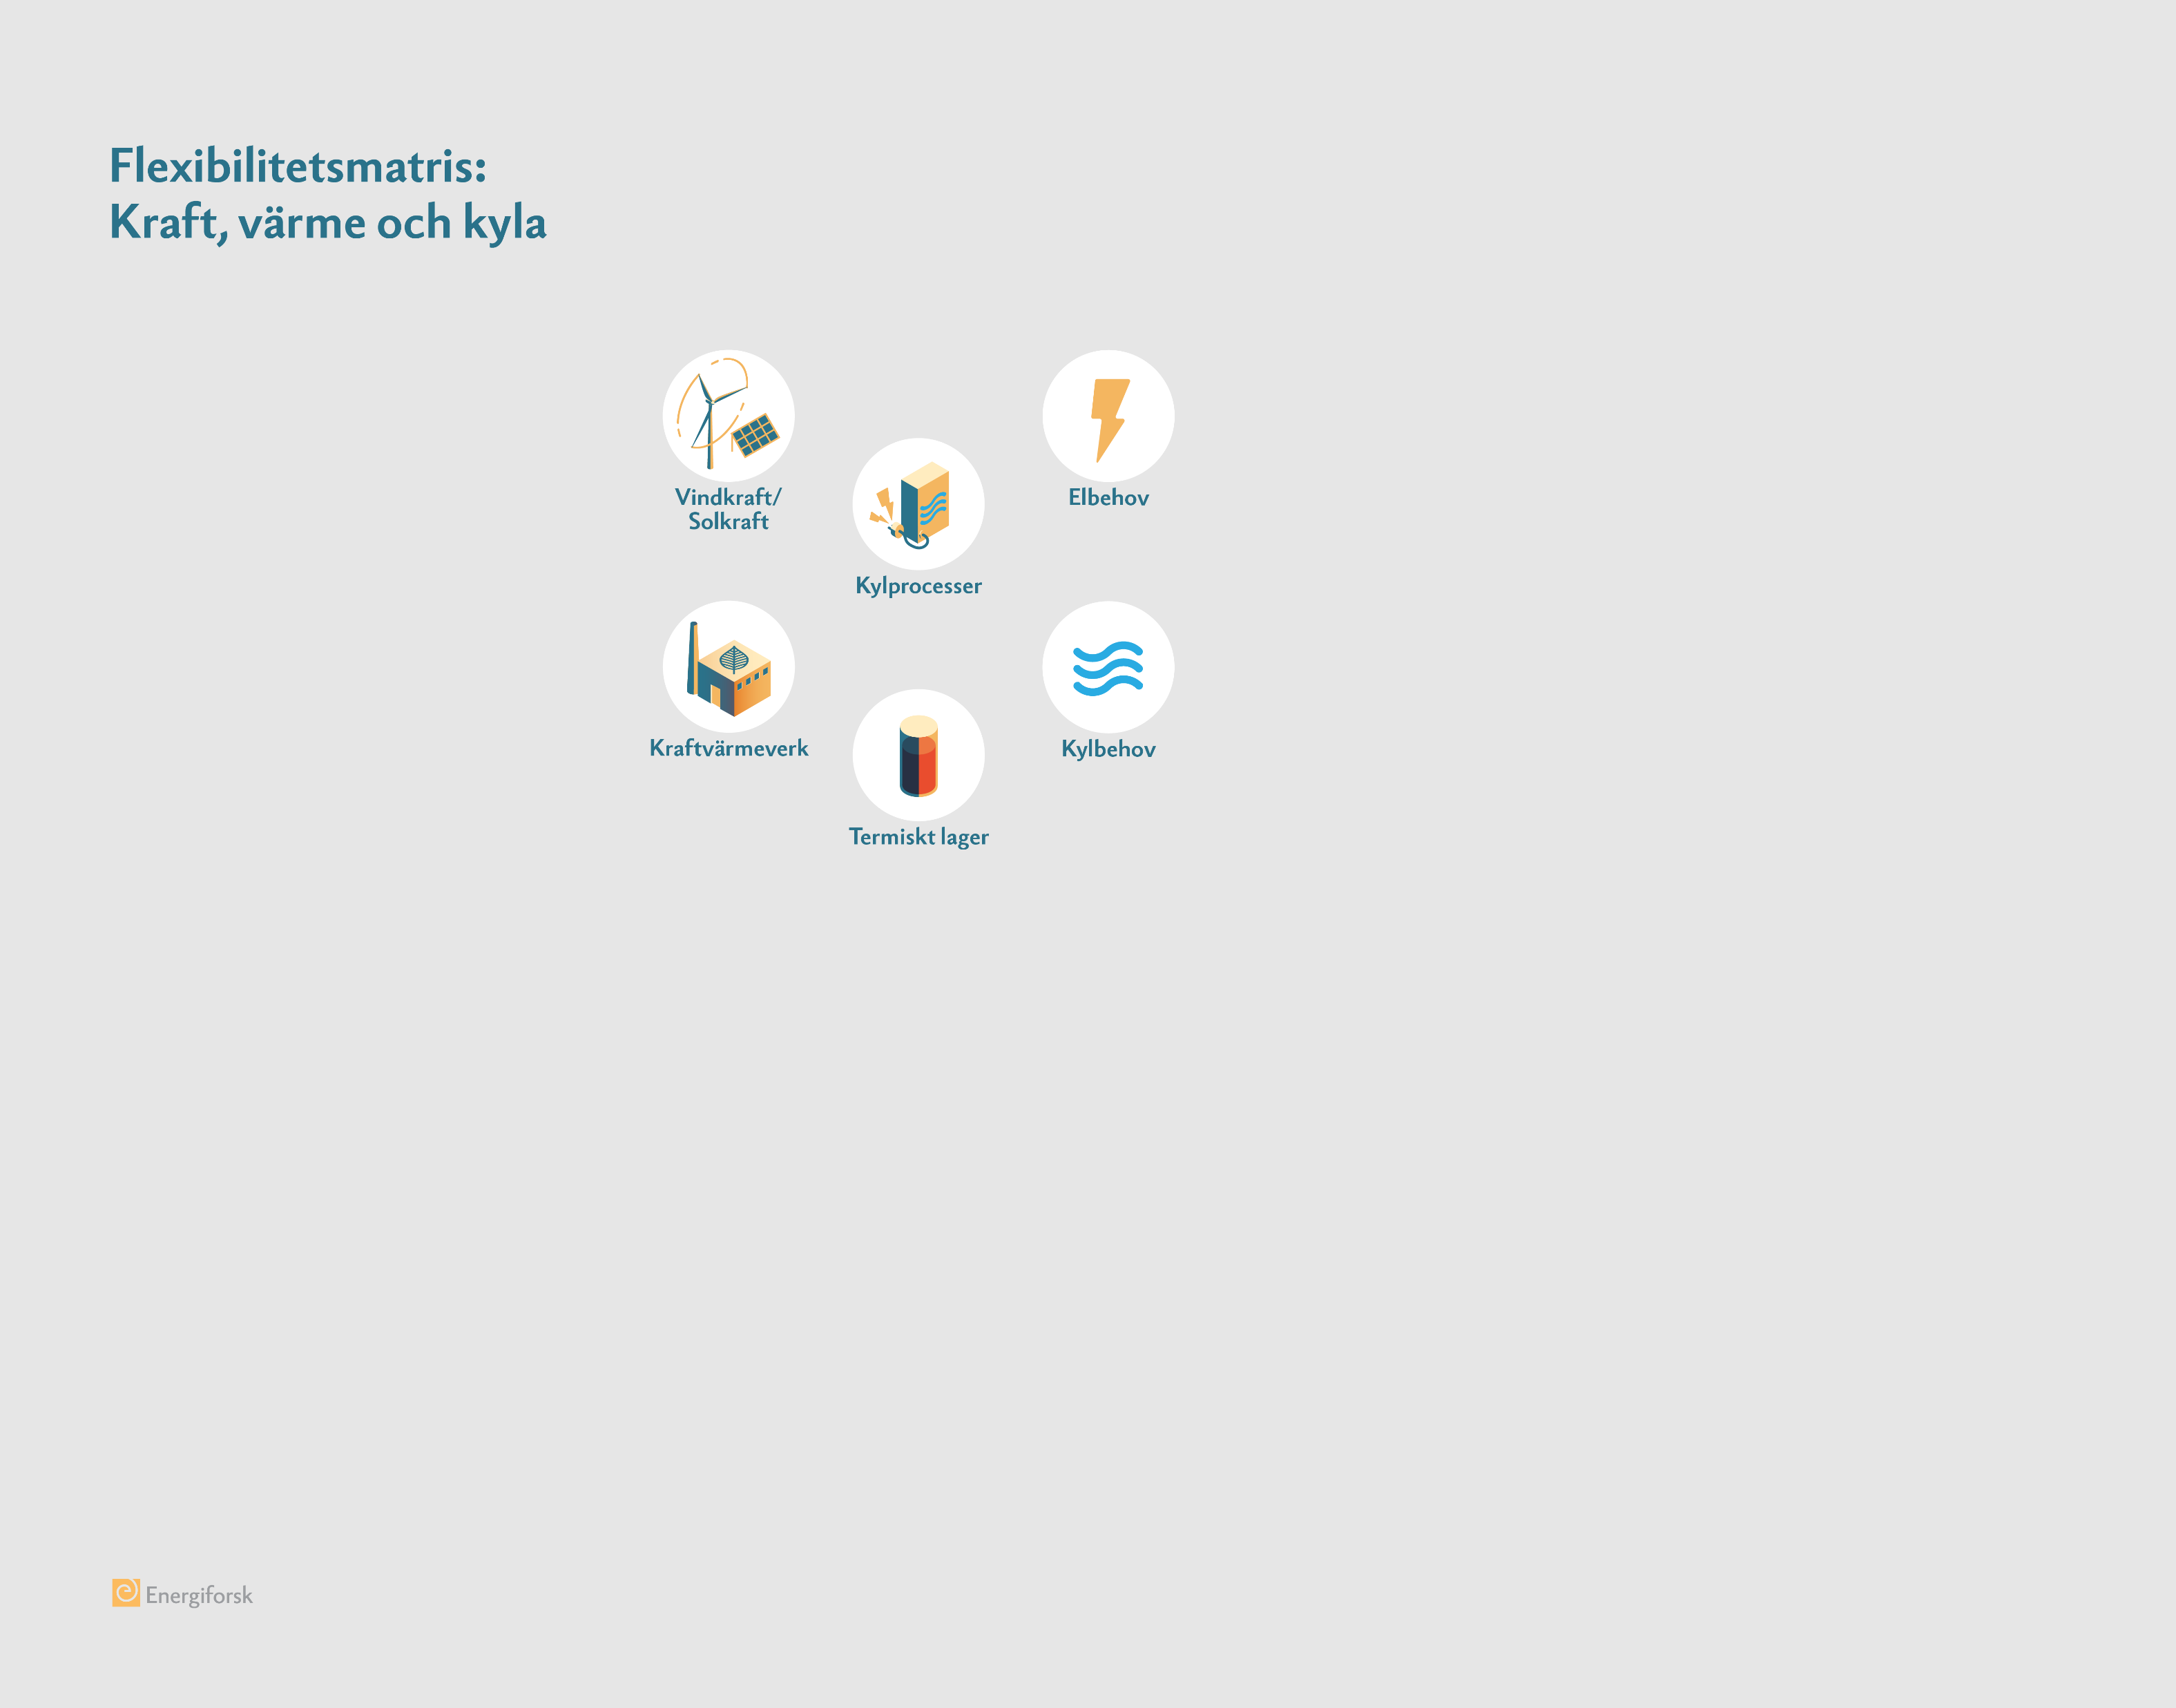 Flexibilitetsmatris:
Kraft, värme och kyla
Vindkraft/
Solkraft
Kylprocesser
Elbehov
Kraftvärmeverk
Termiskt lager
Kylbehov
Energiforsk